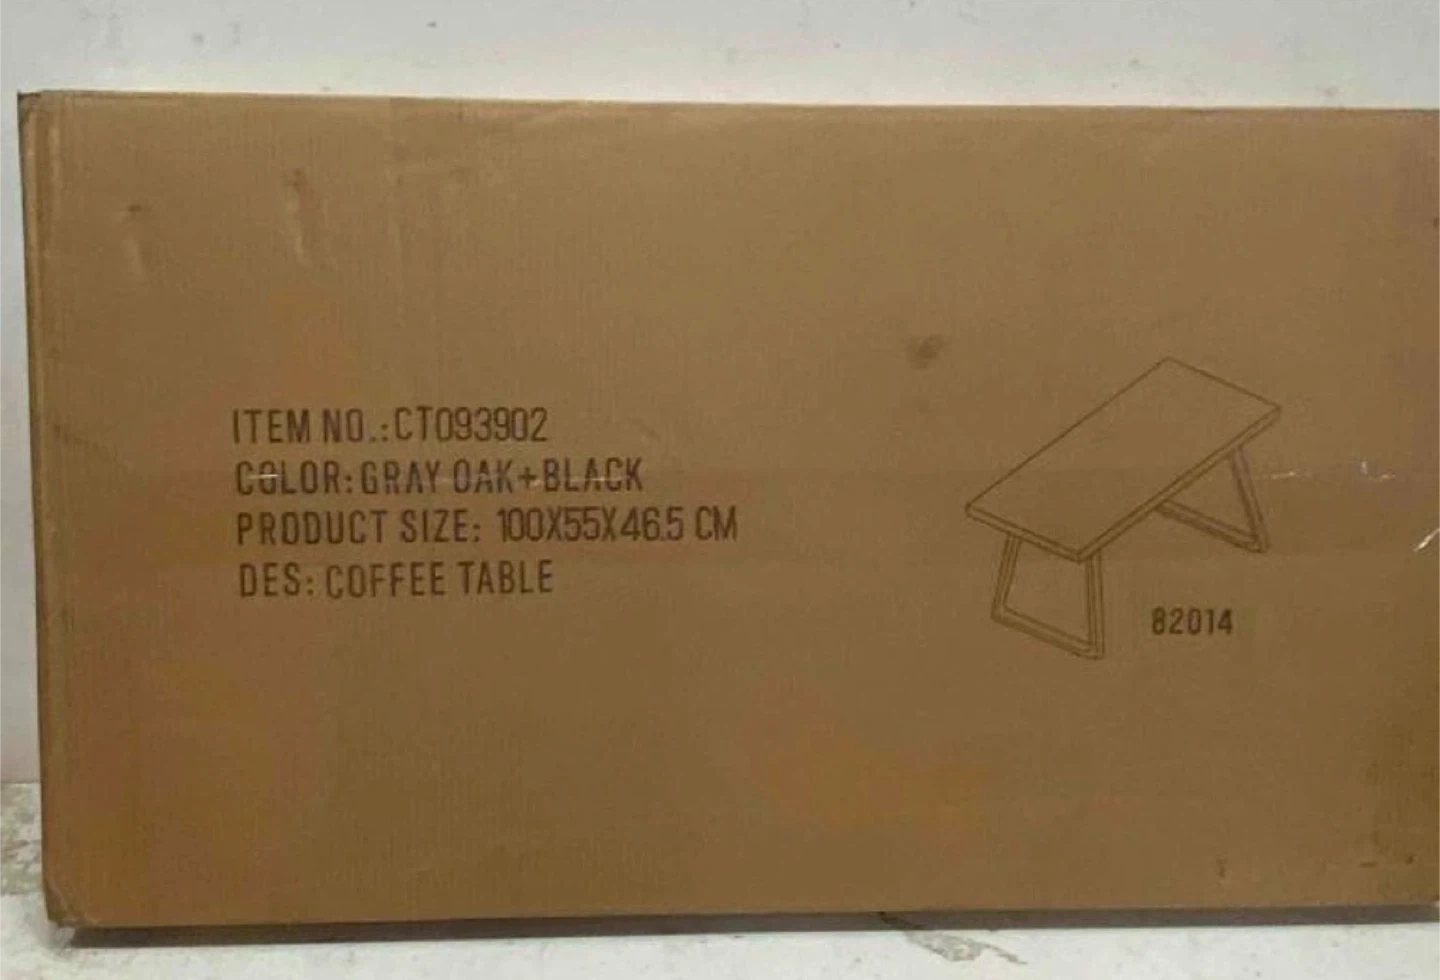 ITEM NO.:CT093902
COLOR:GRAY OAK+BLACK
PRODUCT SIZE: 100X55X46.5 CM
DES: COFFEE TABLE
82014